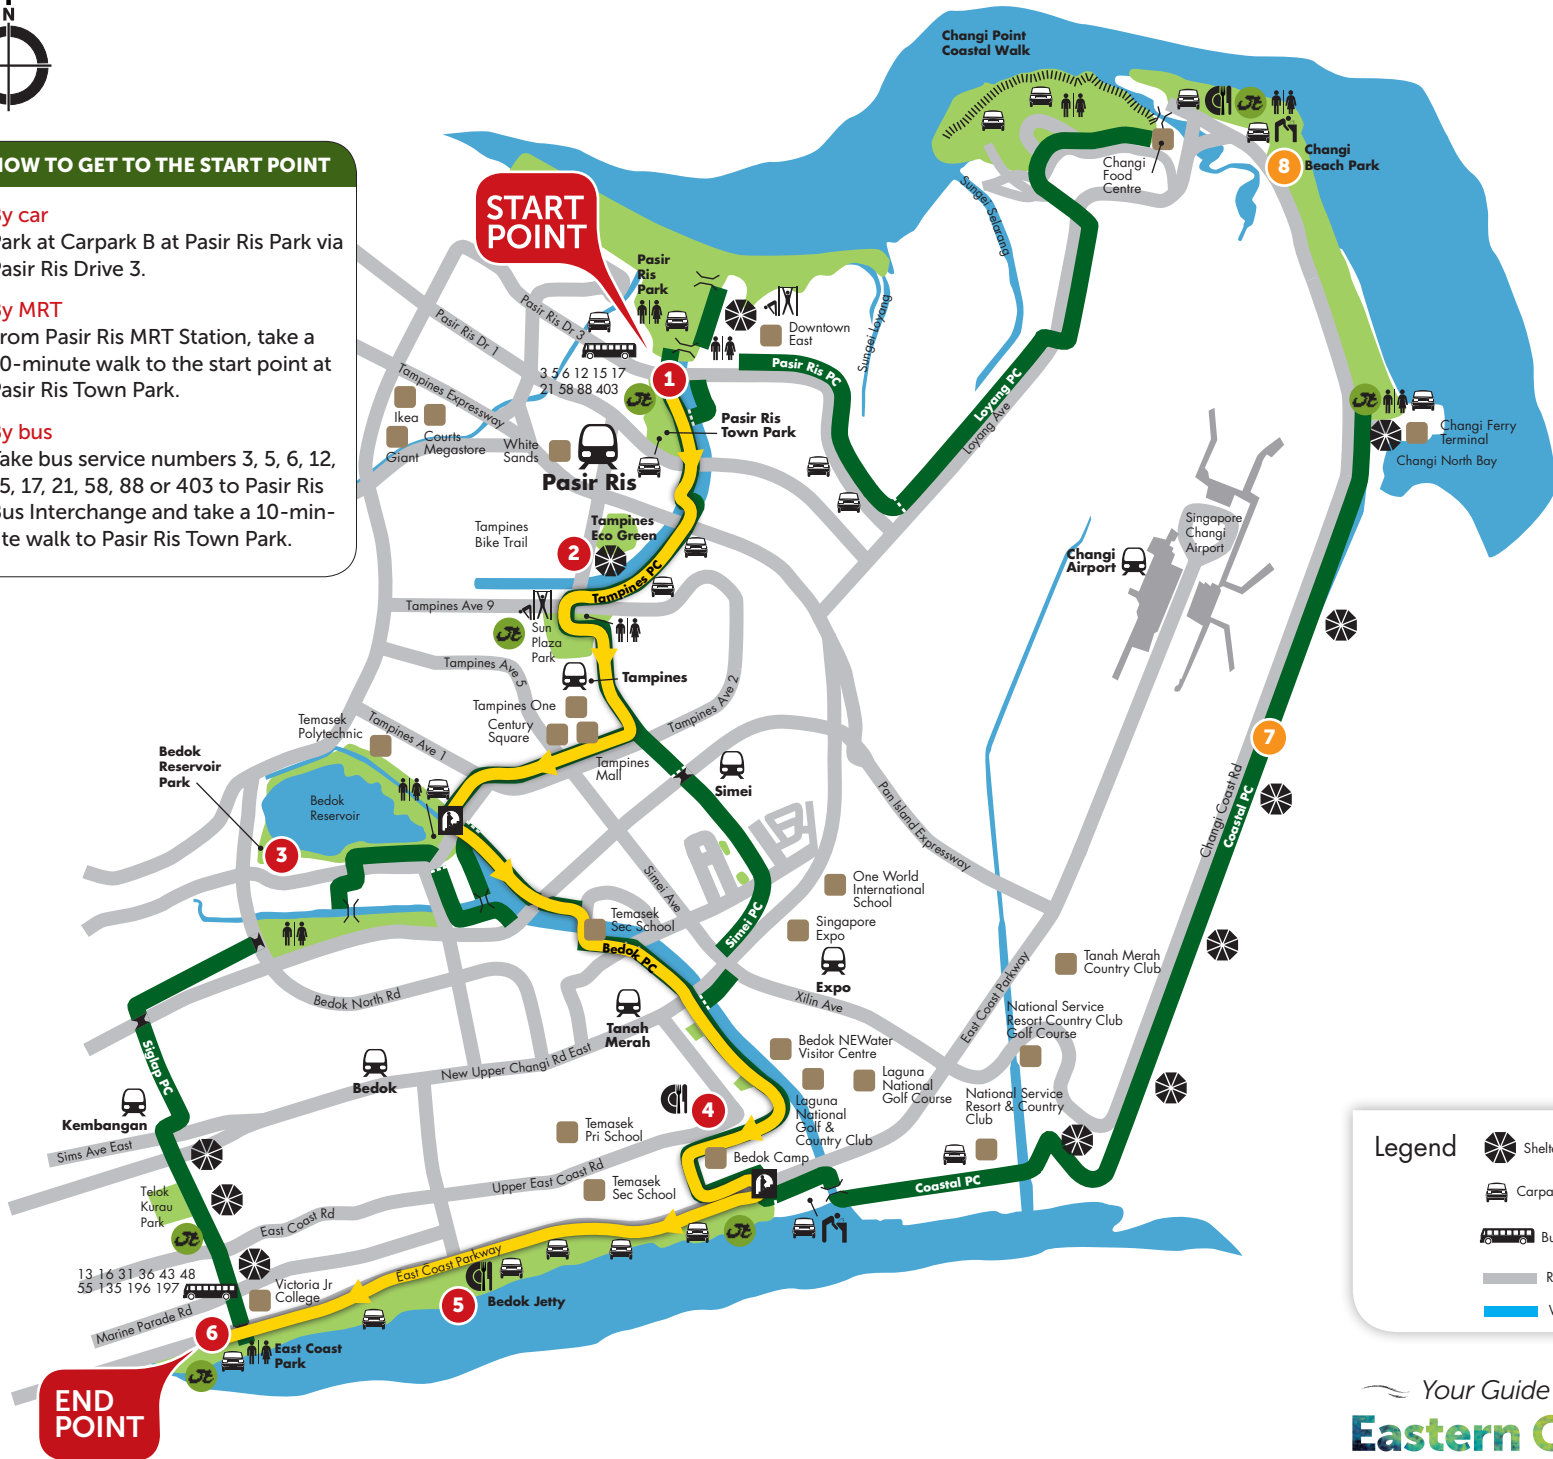 N
HOW TO GET TO THE START POINT
By car
Park at Carpark B at Pasir Ris Park via
Pasir Ris Drive 3.
By MRT
From Pasir Ris MRT Station, take a
10-minute walk to the start point at
Pasir Ris Town Park.
By bus
Take bus service numbers 3, 5, 6, 12,
15, 17, 21, 58, 88 or 403 to Pasir Ris
Bus Interchange and take a 10-min-
ute walk to Pasir Ris Town Park.
START
POINT
Changi Point
Coastal Walk
Changi
Food
Centre
8
Changi
Beach Park
Sungei Selarang
Sungei Loyang
Pasir
Ris
Park
Pasir Ris Dr 3
Pasir Ris Dr 1
Tampines Expressway
Downtown
East
3 5 6 12 15 17
21 58 88 403
1
Pasir Ris PC
Loyang PC
Loyang Ave
Pasir Ris
Town Park
Ikea
Courts
Megastore
Giant
White
Sands
Pasir Ris
Changi Ferry
Terminal
Changi North Bay
Tampines
Bike Trail
Tampines
Eco Green
2
Tampines PC
Singapore
Changi
Airport
Changi
Airport
Tampines Ave 9
Sun
Plaza
Park
Tampines Ave 5
Tampines
Tampines Ave 2
Tampines One
Century
Square
Tampines
Mall
Temasek
Polytechnic
Tampines Ave 1
Bedok
Reservoir
Park
Bedok
Reservoir
3
Simei
Pan Island Expressway
7
Changi Coast Rd
Coastal PC
Simei Ave
One World
International
School
Singapore
Expo
Expo
Simei PC
Temasek
Sec School
Bedok PC
Xilin Ave
East Coast Parkway
Tanah Merah
Country Club
National Service
Resort Country Club
Golf Course
Bedok North Rd
Tanah
Merah
Siglap PC
Bedok
New Upper Changi Rd East
Bedok NEWater
Visitor Centre
Laguna
National
Golf Course
National Service
Resort & Country
Club
Laguna
National
Golf &
Country Club
Kembangan
Sims Ave East
4
Temasek
Pri School
Bedok Camp
Upper East Coast Rd
Temasek
Sec School
Coastal PC
Telok
Kurau
Park
East Coast Rd
13 16 31 36 43 48
55 135 196 197
Victoria Jr
College
East Coast Parkway
5
Bedok Jetty
Marine Parade Rd
6
East Coast
Park
END
POINT
Legend
Shelte
Carpa
Bu
R
V
Your Guide
Eastern C